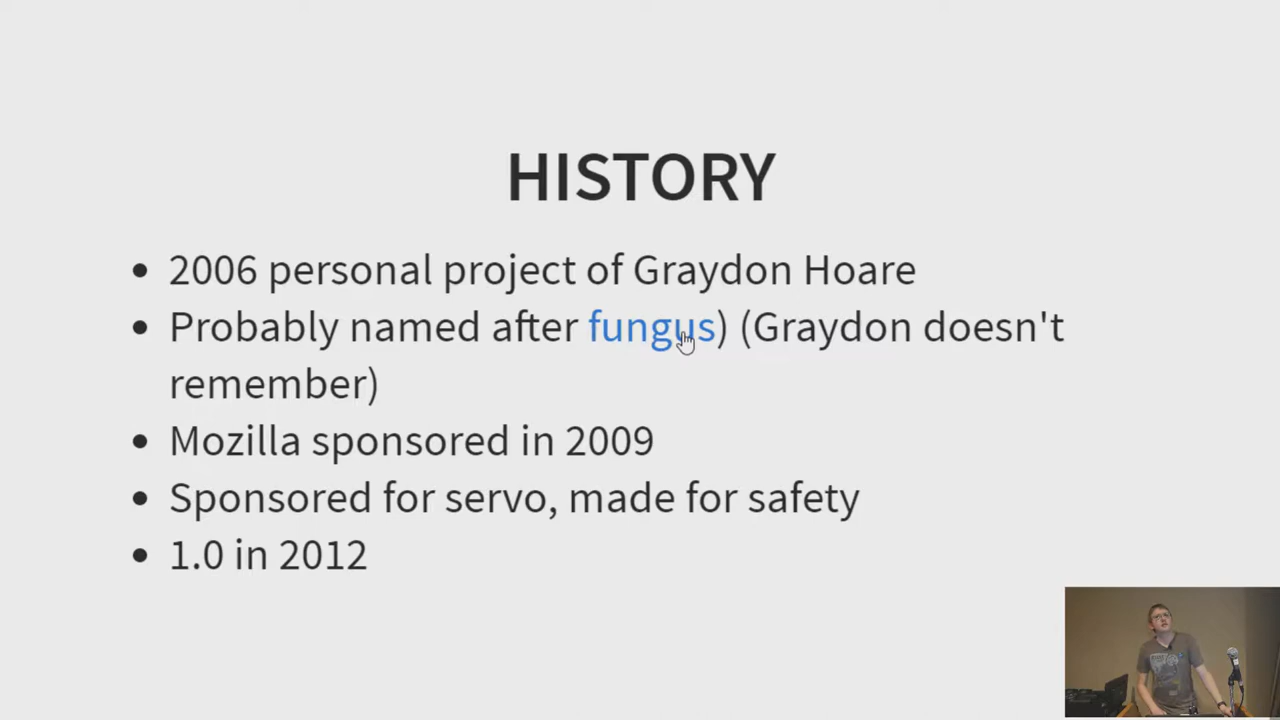 HISTORY
• 2006 personal project of Graydon Hoare
• Probably named after fungus) (Graydon doesn't
remember)
• Mozilla sponsored in 2009
• Sponsored for servo, made for safety
• 1.0 in 2012